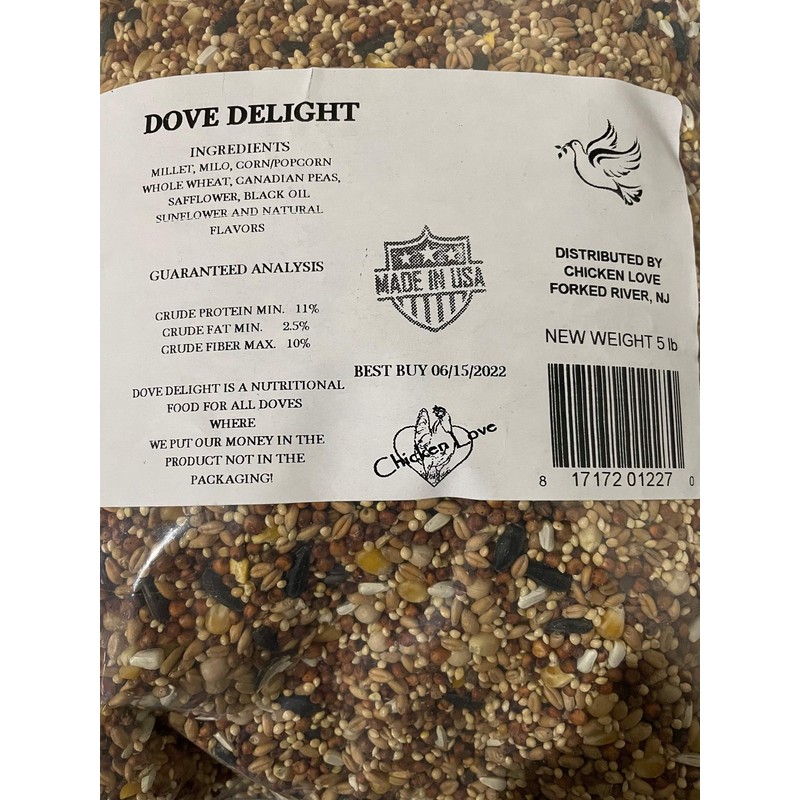 DOVE DELIGHT
INGREDIENTS
MILLET, MILO, CORN/POPCORN
WHOLE WHEAT, CANADIAN PEAS,
SAFFLOWER, BLACK OIL
SUNFLOWER AND NATURAL
FLAVORS
GUARANTEED ANALYSIS
CRUDE PROTEIN MIN. 11%
CRUDE FAT MIN. 2.5%
CRUDE FIBER MAX. 10%
DOVE DELIGHT IS A NUTRITIONAL
FOOD FOR ALL DOVES
WHERE
WE PUT OUR MONEY IN THE
PRODUCT NOT IN THE
PACKAGING!
MADE IN USA
BEST BUY 06/15/2022
Chicken Love
DISTRIBUTED BY
CHICKEN LOVE
FORKED RIVER, NJ
NEW WEIGHT 5 lb
8 17172 01227 0